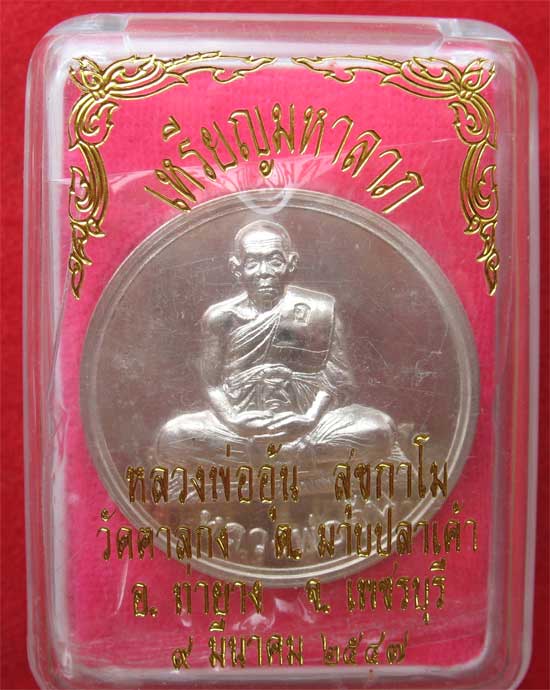 เหรียญมหาลาภ
หลวงพ่ออุ้น สุขกาโม
วัดตาลกง ต. มาบปลาเค้า
อ. ท่ายาง จ. เพชรบุรี
๙ มีนาคม ๒๕๔๗